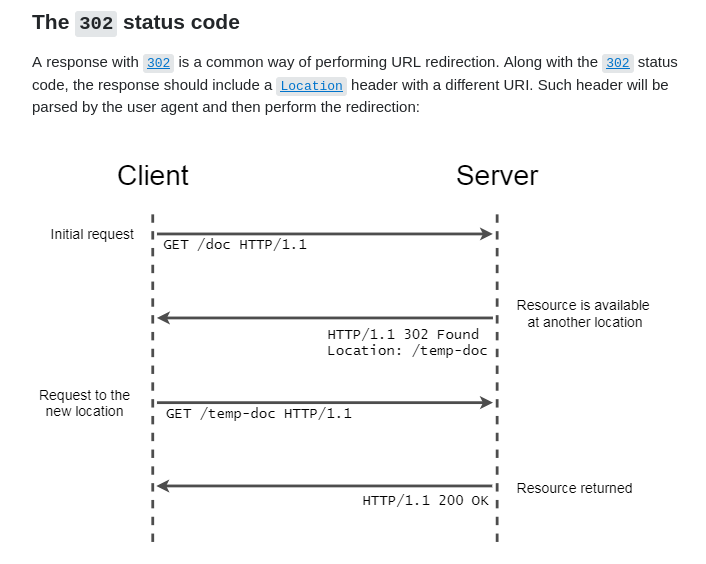 The 302 status code
A response with 302 is a common way of performing URL redirection. Along with the 302 status
code, the response should include a Location header with a different URI. Such header will be
parsed by the user agent and then perform the redirection:
Client
Server
Initial request
GET /doc HTTP/1.1
Resource is available
at another location
HTTP/1.1 302 Found
Location: /temp-doc
Request to the
new location
GET /temp-doc HTTP/1.1
Resource returned
HTTP/1.1 200 OK